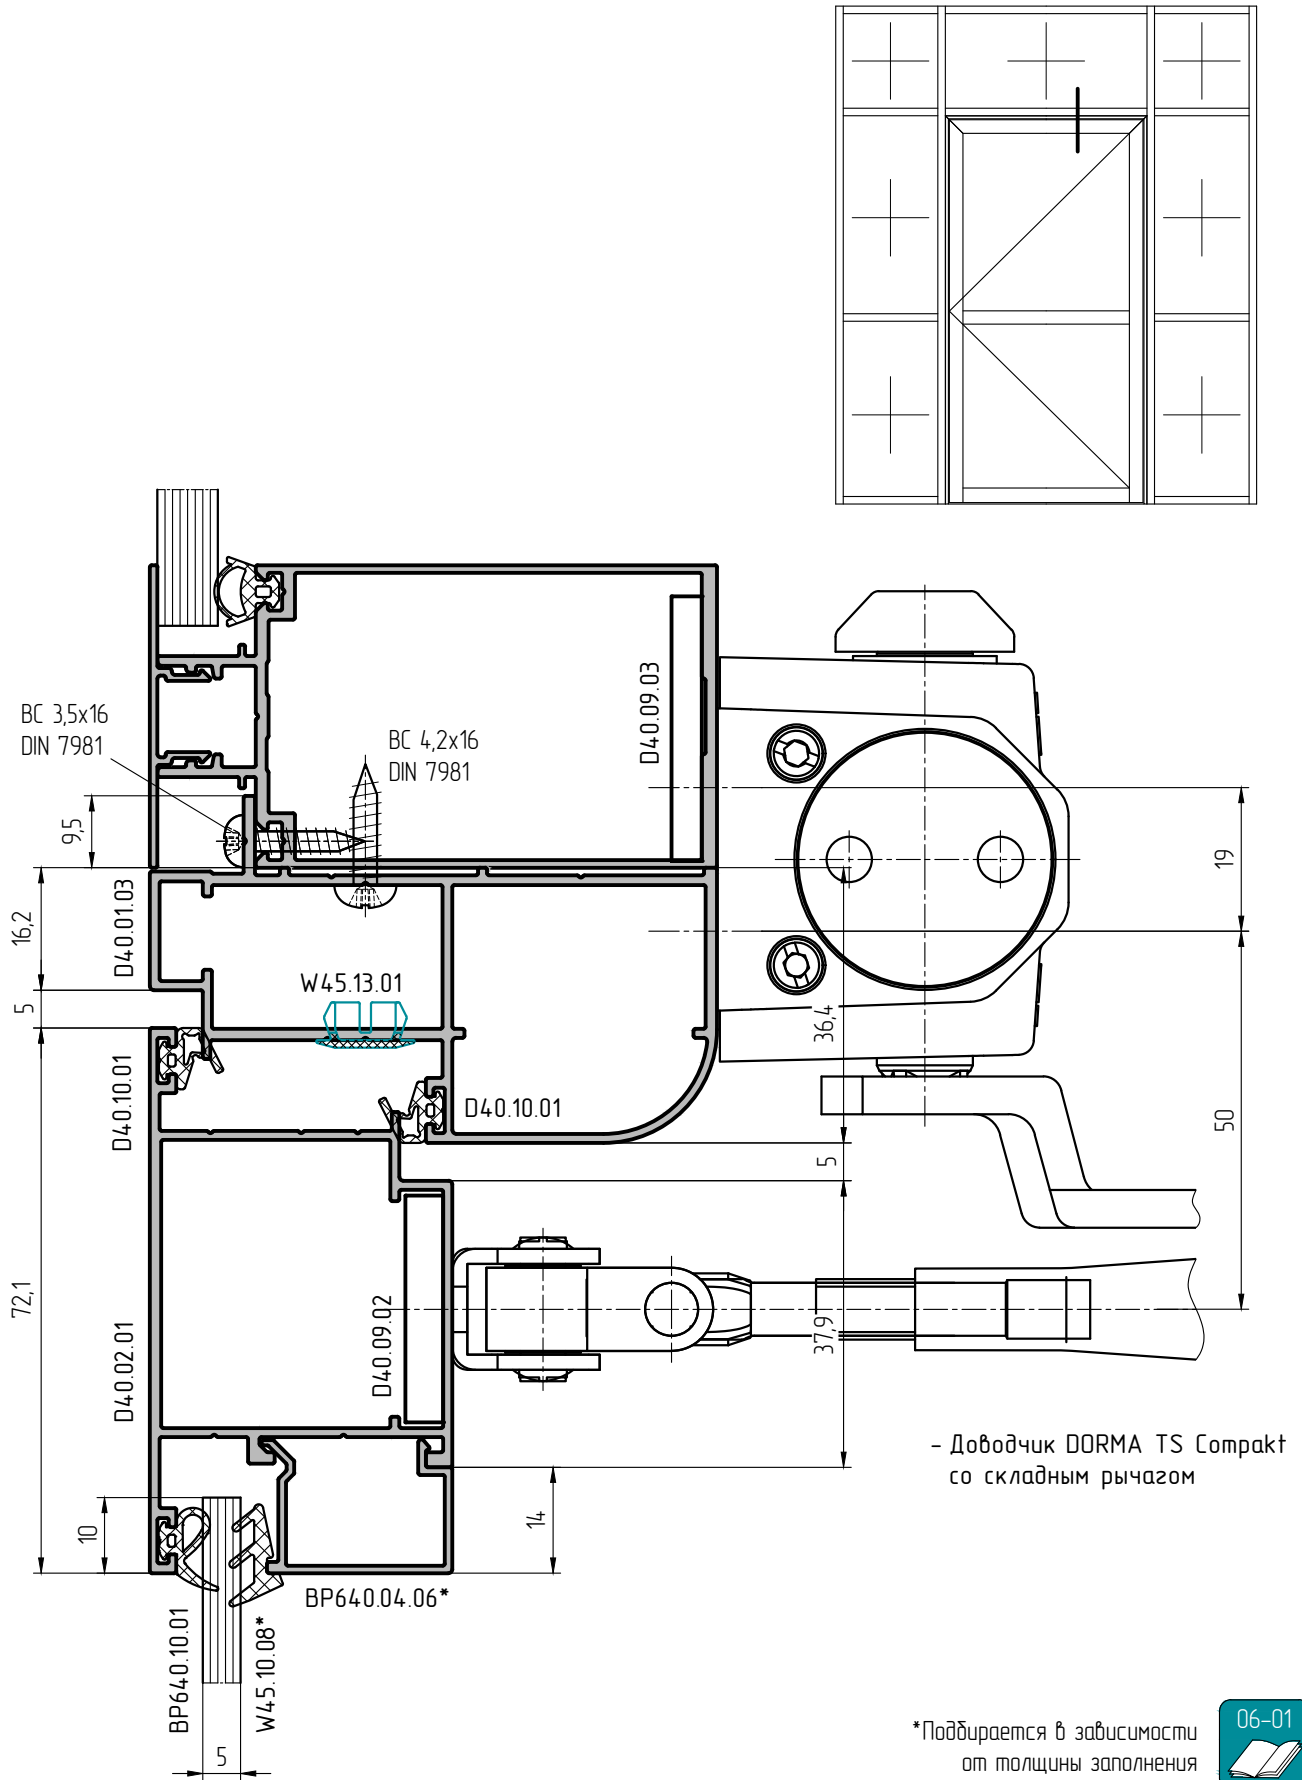 BC 3,5x16
DIN 7981
BC 4,2x16
DIN 7981
D40.09.03
9,5
19
D40.01.03
16,2
5
W45.13.01
36,4
D40.10.01
D40.10.01
5
50
72,1
D40.02.01
D40.09.02
37,9
- Доводчик DORMA TS Compakt
со складным рычагом
10
14
BP640.04.06*
BP640.10.01
W45.10.08*
5
*Подбирается в зависимости
от толщины заполнения
06-01